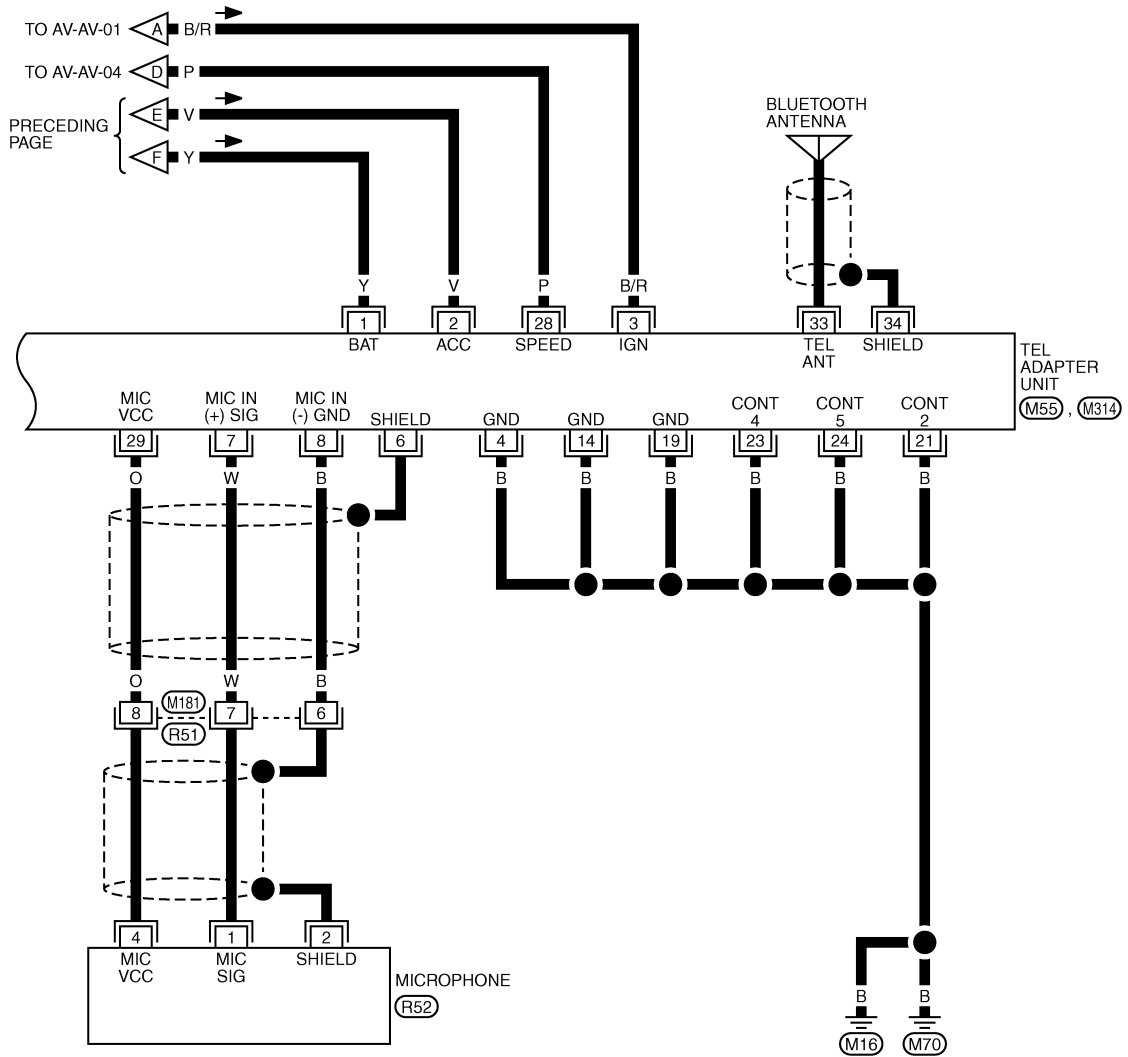 TO AV-AV-01 A B/R
TO AV-AV-04 D P
PRECEDING
PAGE
E V
F Y
BLUETOOTH
ANTENNA
Y V P B/R
1 2 28 3 33 34
BAT ACC SPEED IGN TEL
ANT SHIELD
TEL
ADAPTER
UNIT
M55 , M314
MIC
VCC
MIC IN
(+) SIG
MIC IN
(-) GND
SHIELD GND GND GND
CONT
4
CONT
5
CONT
2
29 7 8 6 4 14 19 23 24 21
O W B B B B B B B
O W B
M181
8 7 6
R51
4 1 2
MIC
VCC
MIC
SIG
SHIELD
MICROPHONE
R52
B B
M16 M70